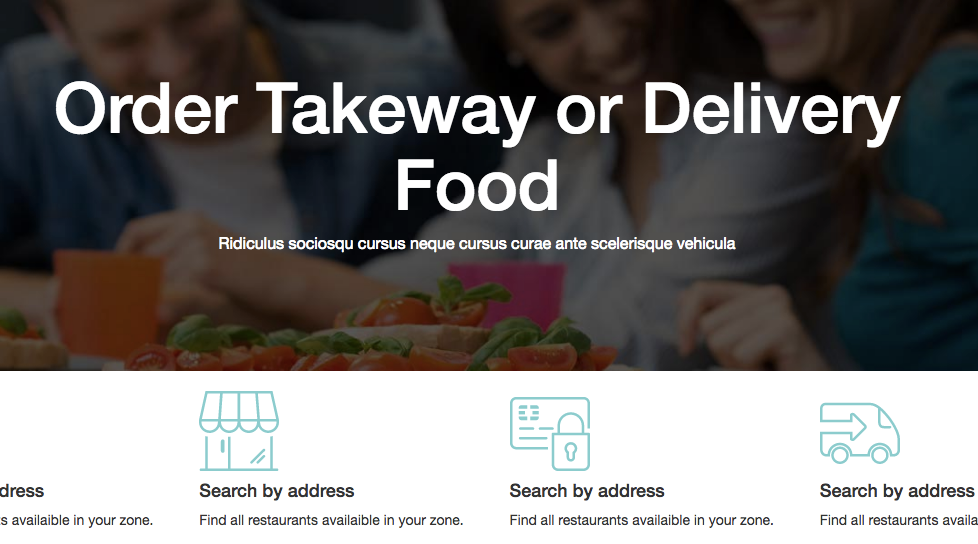 Order Takeway or Delivery
Food
Ridiculus sociosqu cursus neque cursus curae ante scelerisque vehicula
dress Search by address Search by address Search by address
s availaible in your zone. Find all restaurants availaible in your zone. Find all restaurants availaible in your zone. Find all restaurants availa